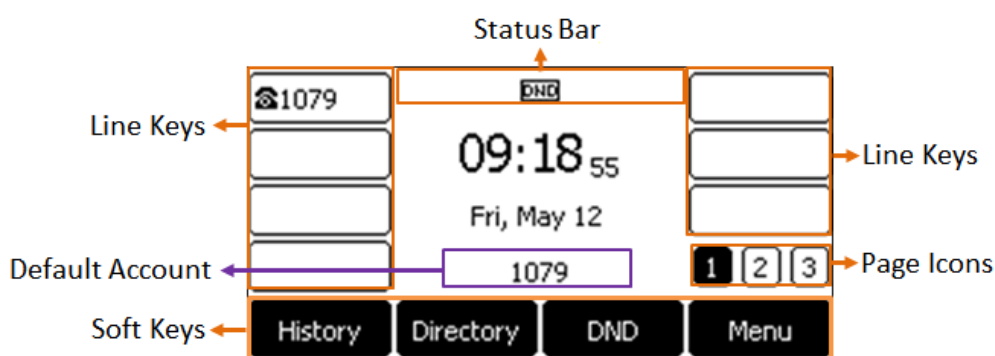 Status Bar
☎1079
DND
Line Keys
09:18 55
Line Keys
Fri, May 12
Default Account
1079
1 2 3
Page Icons
Soft Keys
History Directory DND Menu